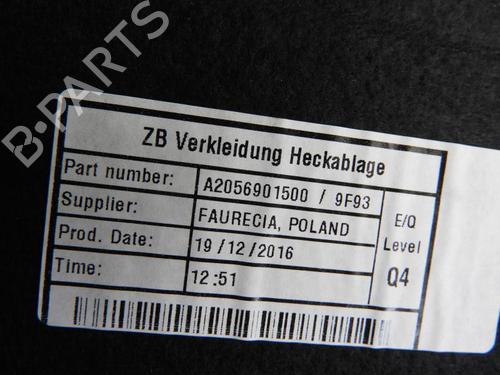 B-PARTS
ZB Verkleidung Heckablage
Part number: A2056901500 / 9F93
Supplier: FAURECIA, POLAND
Prod. Date: 19/12/2016
Time: 12:51
E/Q
Level
Q4